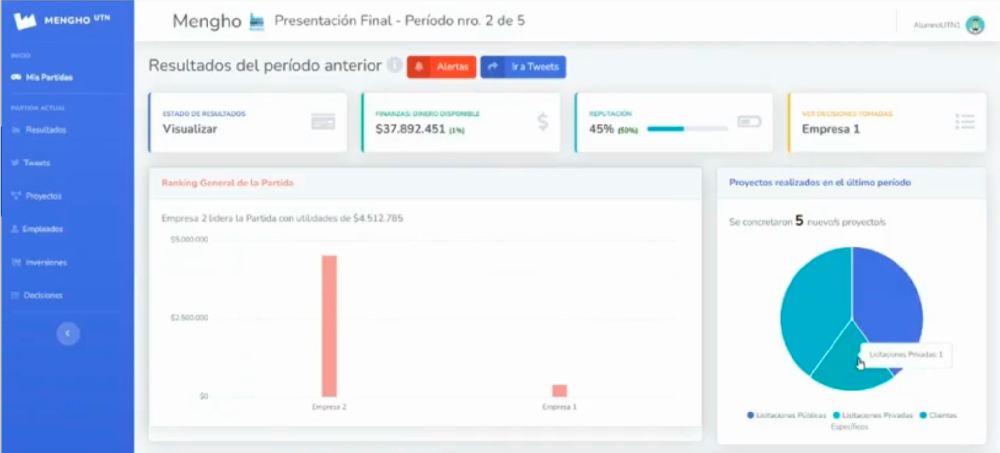 MENGHO UTN
INICIO
Mis Partidas
PARTIDA ACTUAL
Resultados
Tweets
Proyectos
Empleados
Inversiones
Decisiones
Mengho Presentación Final - Período nro. 2 de 5
AlumnoUTN1
Resultados del período anterior
Alertas
Ir a Tweets
ESTADO DE RESULTADOS
Visualizar
FINANZAS: DINERO DISPONIBLE
$37.892.451 (1%)
$
REPUTACIÓN
45% (50%)
VER DECISIONES TOMADAS
Empresa 1
Ranking General de la Partida
Empresa 2 lidera la Partida con utilidades de $4.512.785
$5.000.000
$2.500.000
$0
Empresa 2
Empresa 1
Proyectos realizados en el último período
Se concretaron 5 nuevo/s proyecto/s
Licitaciones Privadas: 1
Licitaciones Públicas
Licitaciones Privadas
Clientes
Específicos